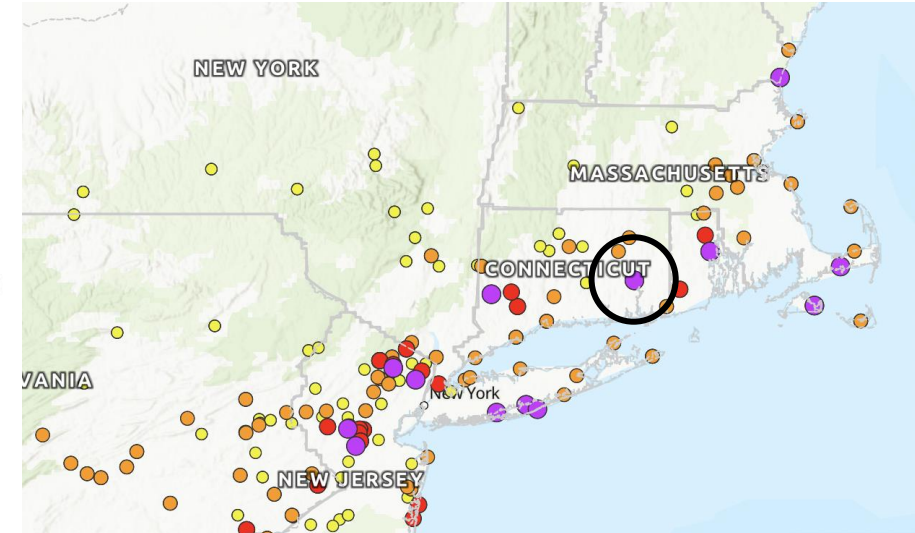 NEW YORK
MASSACHUSETTS
CONNECTICUT
VANIA
New York
NEW JERSEY